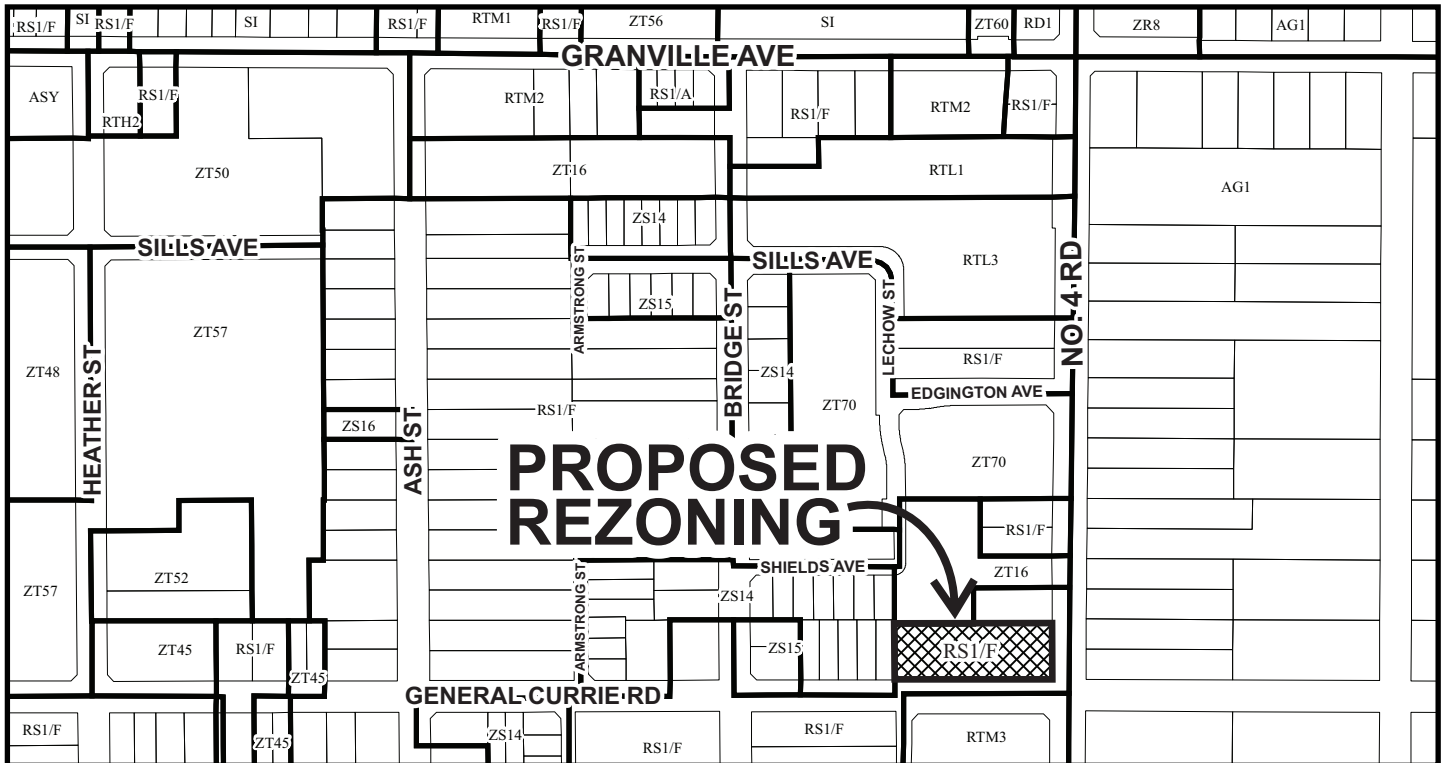 RS1/F
SI
RS1/F
SI
RS1/F
RTM1
RS1/F
ZT56
SI
ZT60
RD1
ZR8
AG1
GRANVILLE AVE
ASY
RTH2
RS1/F
RTM2
RS1/A
RS1/F
RTM2
RS1/F
ZT50
ZT16
RTL1
AG1
ZS14
SILLS AVE
SILLS AVE
RTL3
ARMSTRONG ST
BRIDGE ST
LECHOW ST
NO. 4 RD
ZS15
ZT57
ZT48
HEATHER ST
ASH ST
RS1/F
ZS14
EDGINGTON AVE
ZT70
RS1/F
ZS16
ZT70
PROPOSED
REZONING
RS1/F
SHIELDS AVE
ZT16
ZT57
ZT52
ARMSTRONG ST
ZS14
ZT45
RS1/F
ZT45
ZS15
RS1/F
GENERAL CURRIE RD
RS1/F
ZT45
ZS14
RS1/F
RS1/F
RTM3